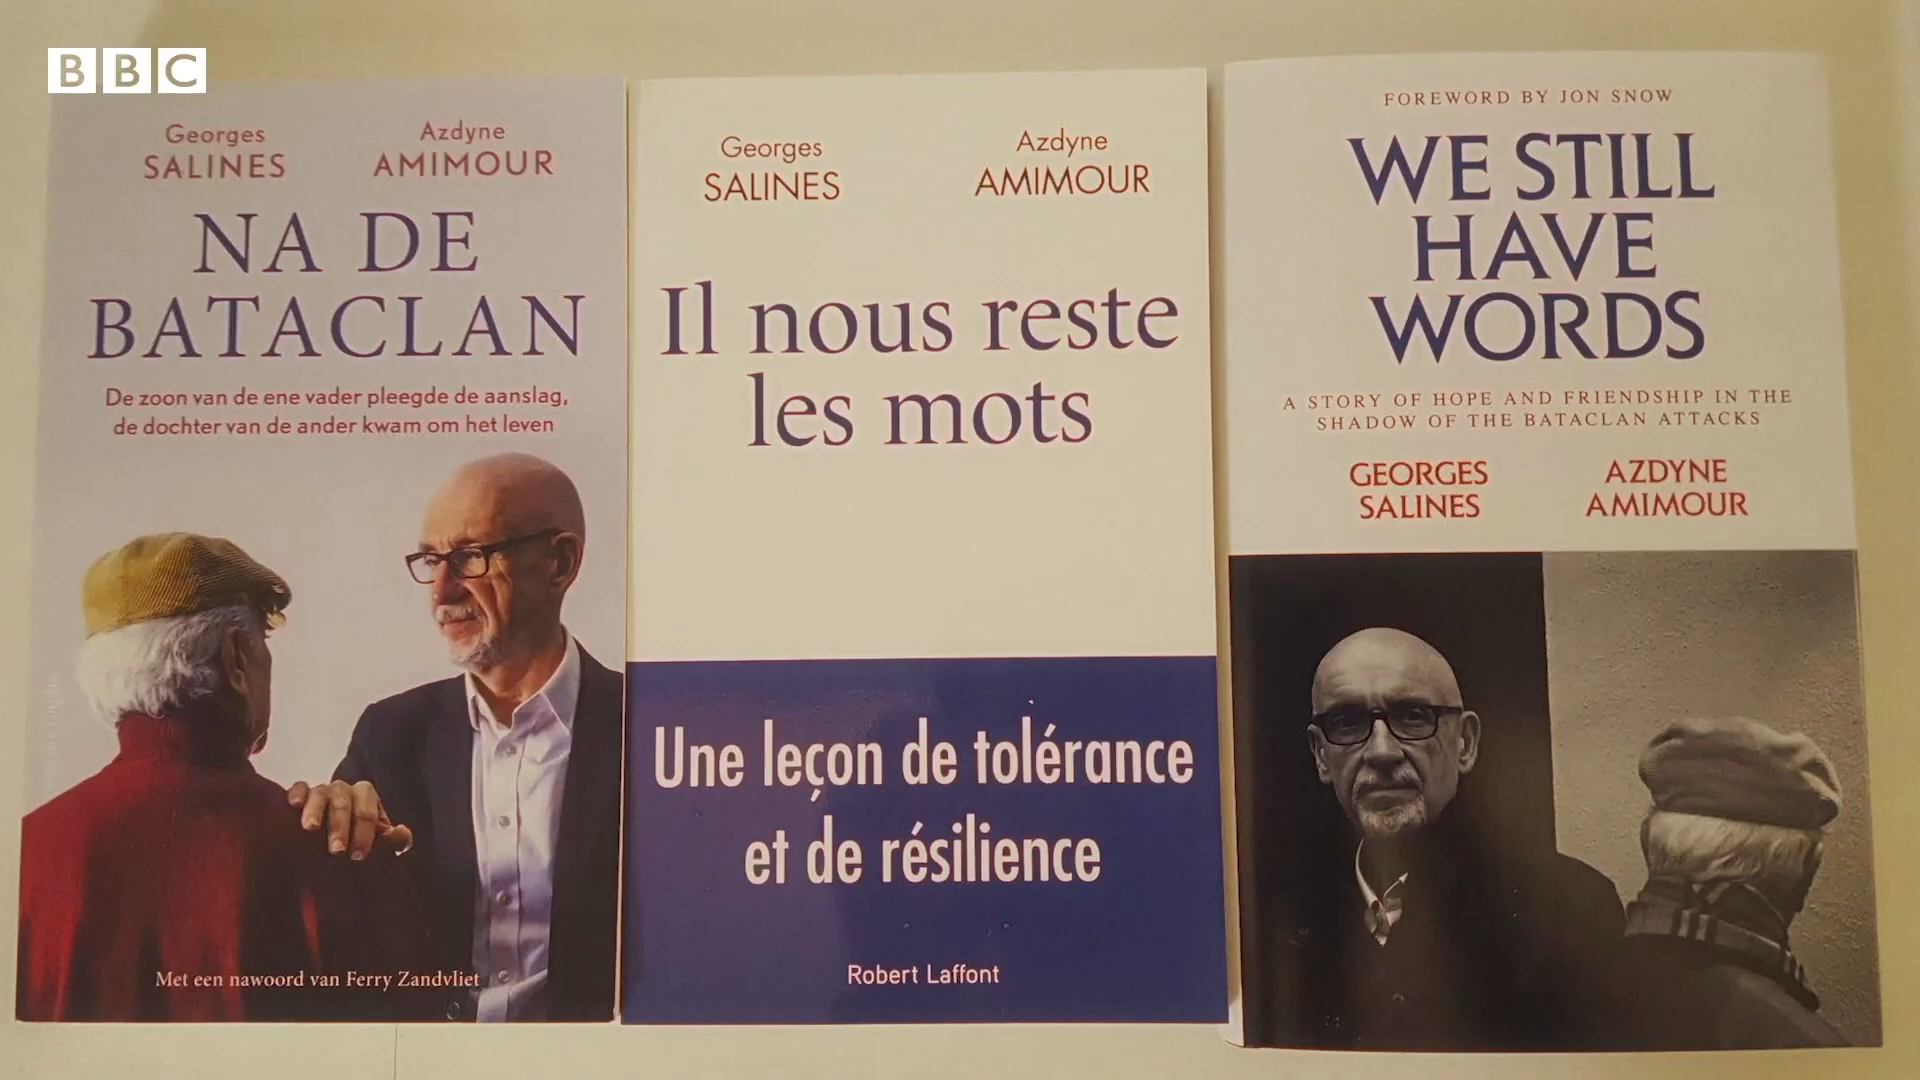 BBC
Georges
SALINES
Azdyne
AMIMOUR
NA DE
BATACLAN
De zoon van de ene vader pleegde de aanslag,
de dochter van de ander kwam om het leven
Met een nawoord van Ferry Zandvliet
Georges
SALINES
Azdyne
AMIMOUR
Il nous reste
les mots
Une leçon de tolérance
et de résilience
Robert Laffont
FOREWORD BY JON SNOW
WE STILL
HAVE
WORDS
A STORY OF HOPE AND FRIENDSHIP IN THE
SHADOW OF THE BATACLAN ATTACKS
GEORGES
SALINES
AZDYNE
AMIMOUR